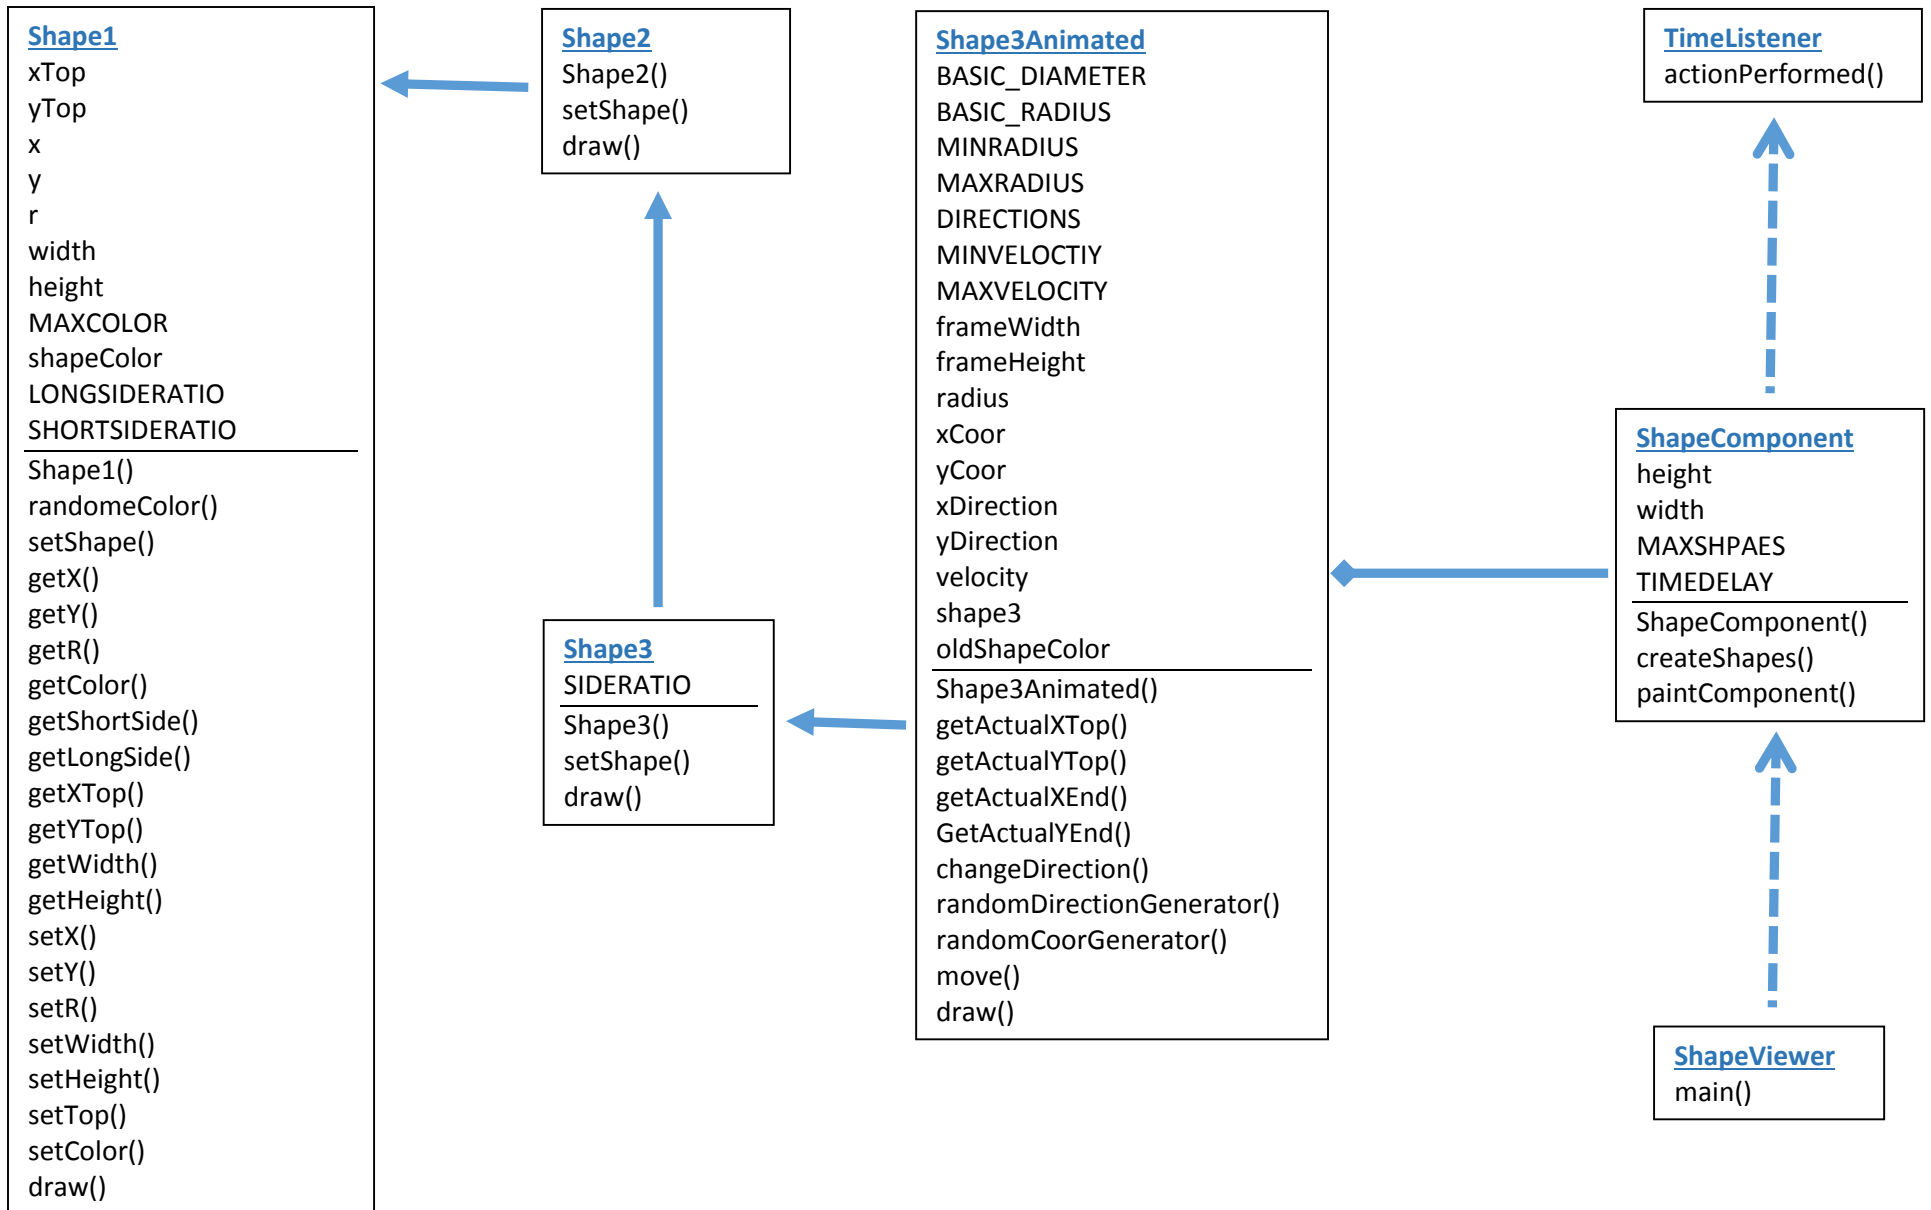 Shape1
xTop
yTop
x
y
r
width
height
MAXCOLOR
shapeColor
LONGSIDERATIO
SHORTSIDERATIO
Shape1()
randomeColor()
setShape()
getX()
getY()
getR()
getColor()
getShortSide()
getLongSide()
getXTop()
getYTop()
getWidth()
getHeight()
setX()
setY()
setR()
setWidth()
setHeight()
setTop()
setColor()
draw()
Shape2
Shape2()
setShape()
draw()
Shape3
SIDERATIO
Shape3()
setShape()
draw()
Shape3Animated
BASIC_DIAMETER
BASIC_RADIUS
MINRADIUS
MAXRADIUS
DIRECTIONS
MINVELOCTIY
MAXVELOCITY
frameWidth
frameHeight
radius
xCoor
yCoor
xDirection
yDirection
velocity
shape3
oldShapeColor
Shape3Animated()
getActualXTop()
getActualYTop()
getActualXEnd()
GetActualYEnd()
changeDirection()
randomDirectionGenerator()
randomCoorGenerator()
move()
draw()
TimeListener
actionPerformed()
ShapeComponent
height
width
MAXSHPAES
TIMEDELAY
ShapeComponent()
createShapes()
paintComponent()
ShapeViewer
main()